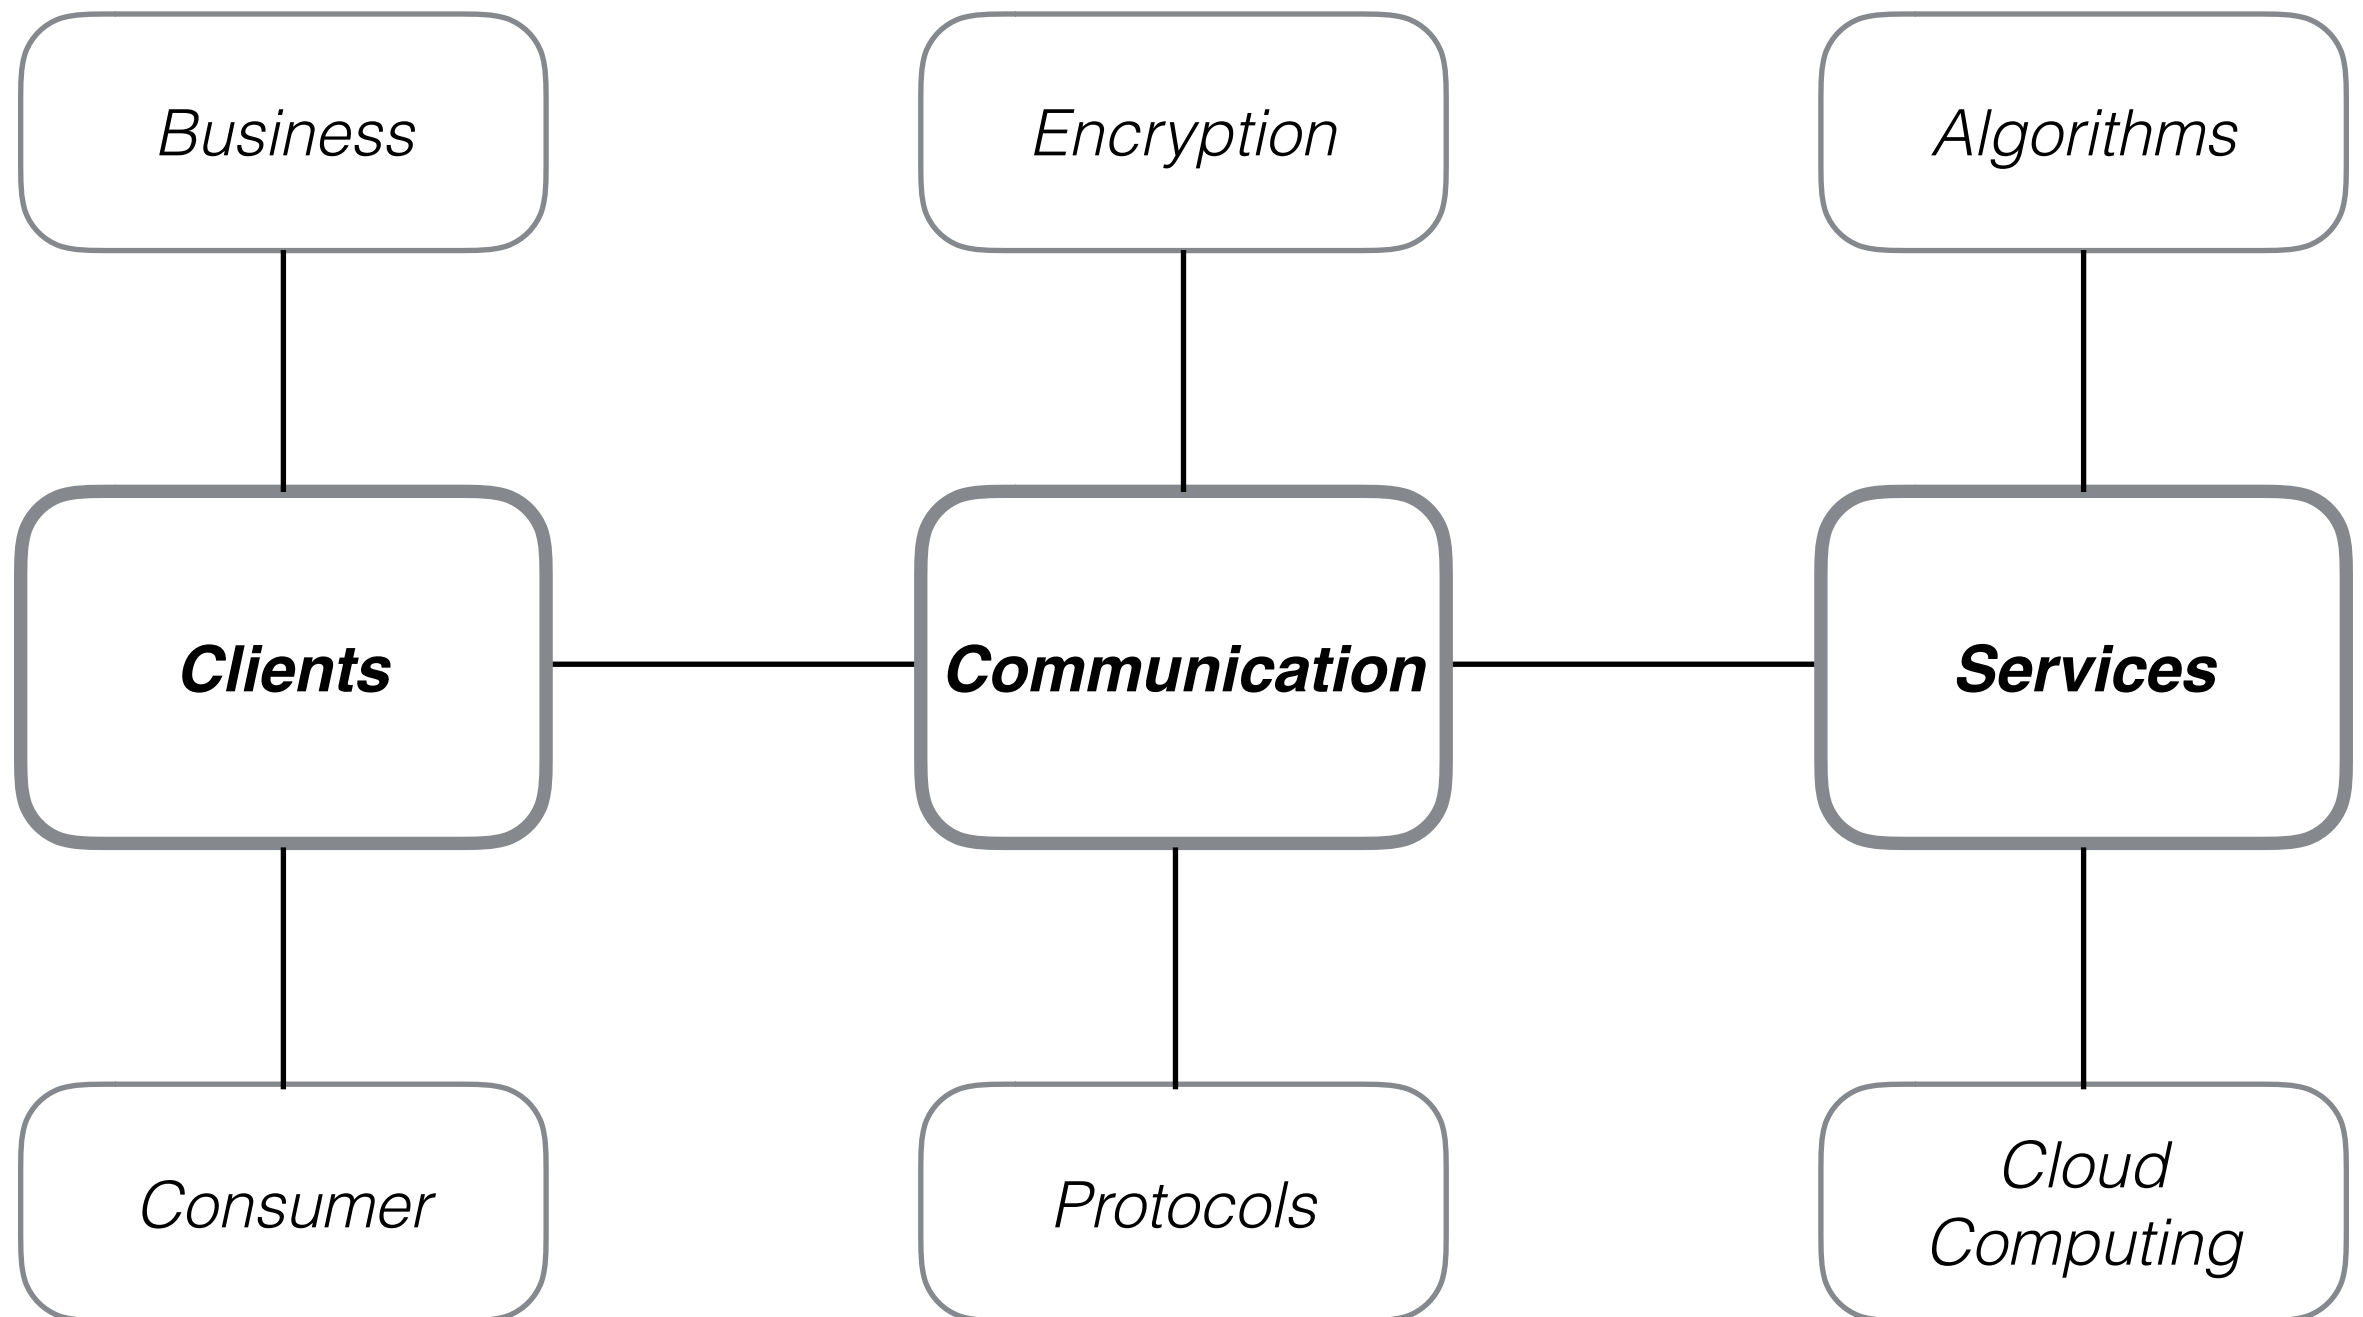 Business
Encryption
Algorithms
Clients
Communication
Services
Consumer
Protocols
Cloud
Computing